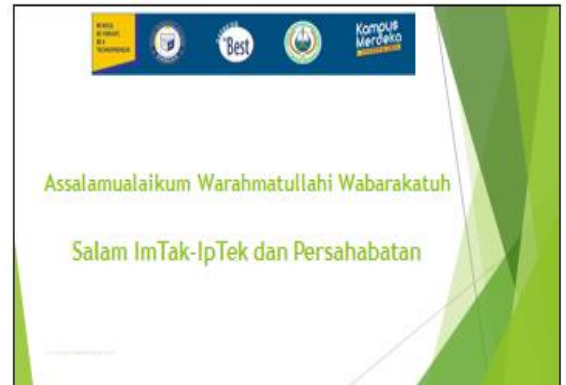 Best
Kampus
Merdeka
Assalamualaikum Warahmatullahi Wabarakatuh
Salam ImTak-IpTek dan Persahabatan